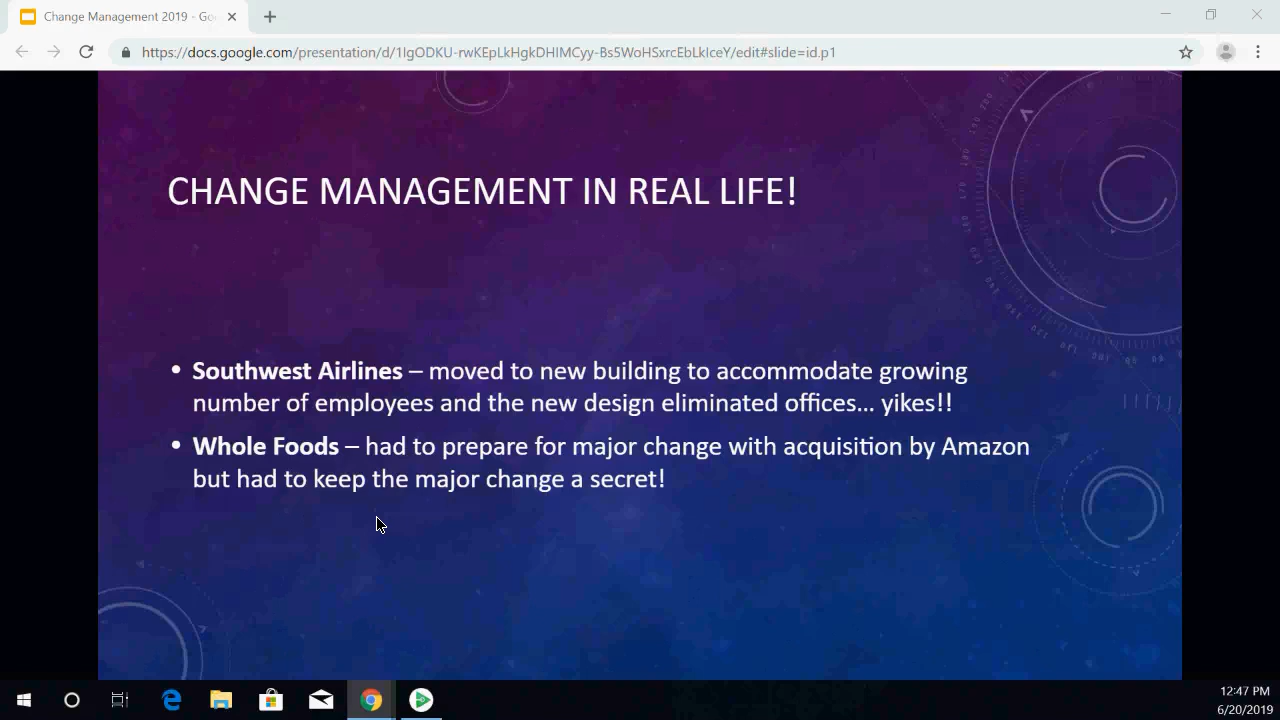 Change Management 2019 - Go
https://docs.google.com/presentation/d/1IgODKU-rwKEpLkHgkDHIMCyy-Bs5WoHSxrcEbLkIceY/edit#slide=id.p1
CHANGE MANAGEMENT IN REAL LIFE!
• Southwest Airlines – moved to new building to accommodate growing
number of employees and the new design eliminated offices... yikes!!
• Whole Foods – had to prepare for major change with acquisition by Amazon
but had to keep the major change a secret!
12:47 PM
6/20/2019